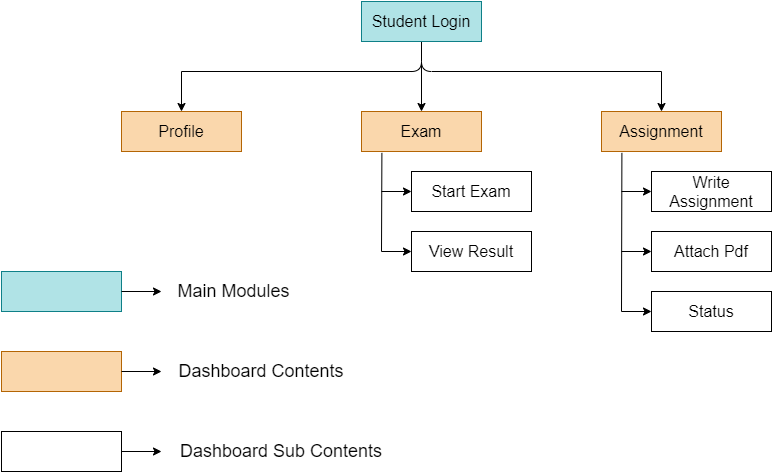 Student Login
Profile
Exam
Assignment
Start Exam
View Result
Write
Assignment
Attach Pdf
Status
Main Modules
Dashboard Contents
Dashboard Sub Contents